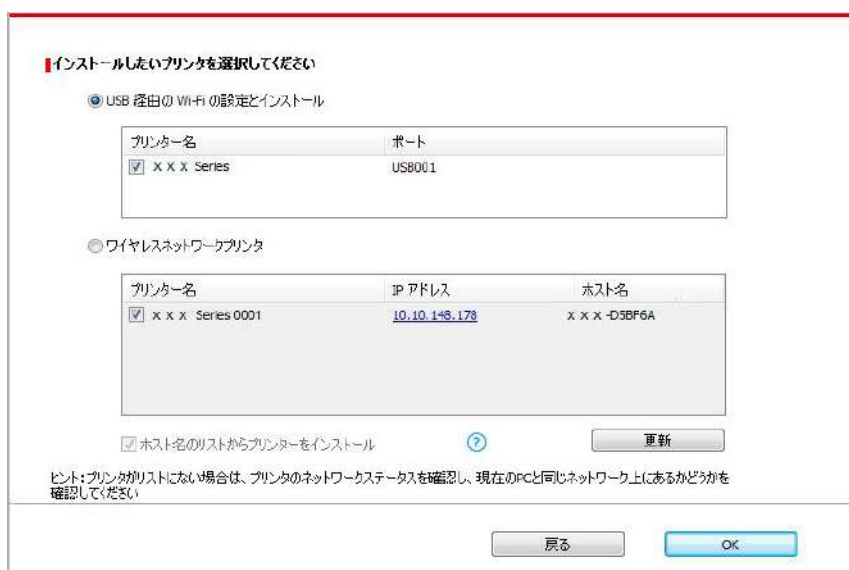 インストールしたいプリンタを選択してください
USB 経由の Wi-Fi の設定とインストール
プリンター名 ポート
X X X Series USB001
ワイヤレスネットワークプリンタ
プリンター名 IP アドレス ホスト名
X X X Series 0001 10.10.148.178 X X X -D5BF6A
ホスト名のリストからプリンターをインストール ? 更新
ヒント:プリンタがリストにない場合は、プリンタのネットワークステータスを確認し、現在のPCと同じネットワーク上にあるかどうかを
確認してください
戻る OK